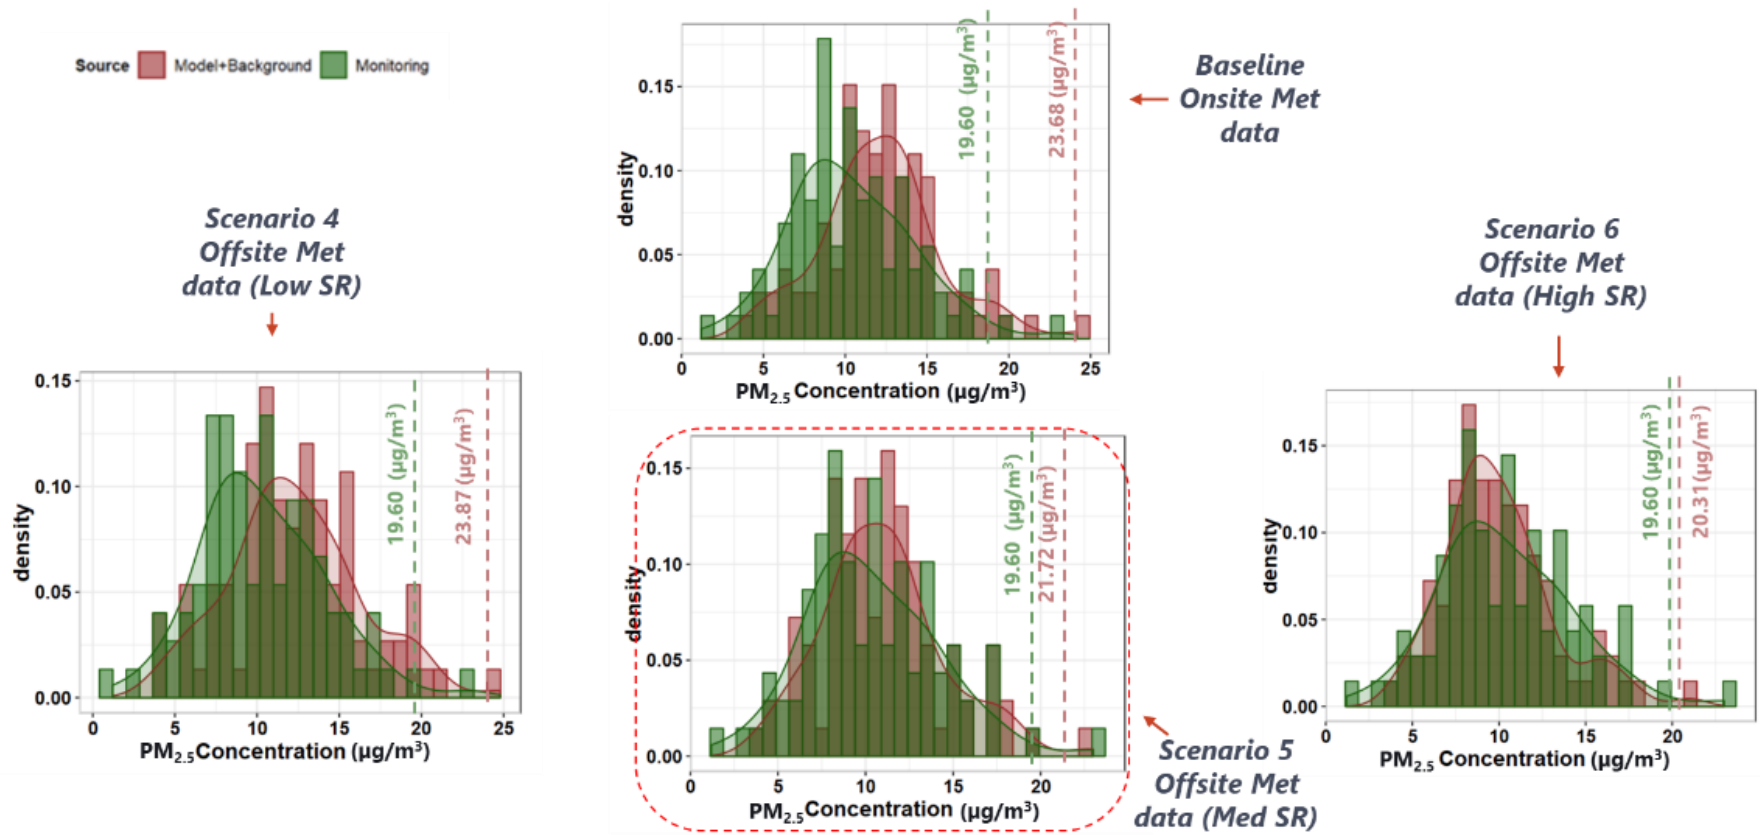 Source Model+Background Monitoring
Baseline
Onsite Met
data
19.60 (µg/m³)
23.68 (µg/m³)
density
0.15
0.10
0.05
0.00
0 5 10 15 20 25
PM₂.₅ Concentration (µg/m³)
Scenario 4
Offsite Met
data (Low SR)
19.60 (µg/m³)
23.87 (µg/m³)
density
0.15
0.10
0.05
0.00
0 5 10 15 20 25
PM₂.₅ Concentration (µg/m³)
19.60 (µg/m³)
21.72 (µg/m³)
density
0.15
0.10
0.05
0.00
0 5 10 15 20
PM₂.₅ Concentration (µg/m³)
Scenario 5
Offsite Met
data (Med SR)
Scenario 6
Offsite Met
data (High SR)
19.60 (µg/m³)
20.31(µg/m³)
density
0.15
0.10
0.05
0.00
0 5 10 15 20
PM₂.₅ Concentration (µg/m³)